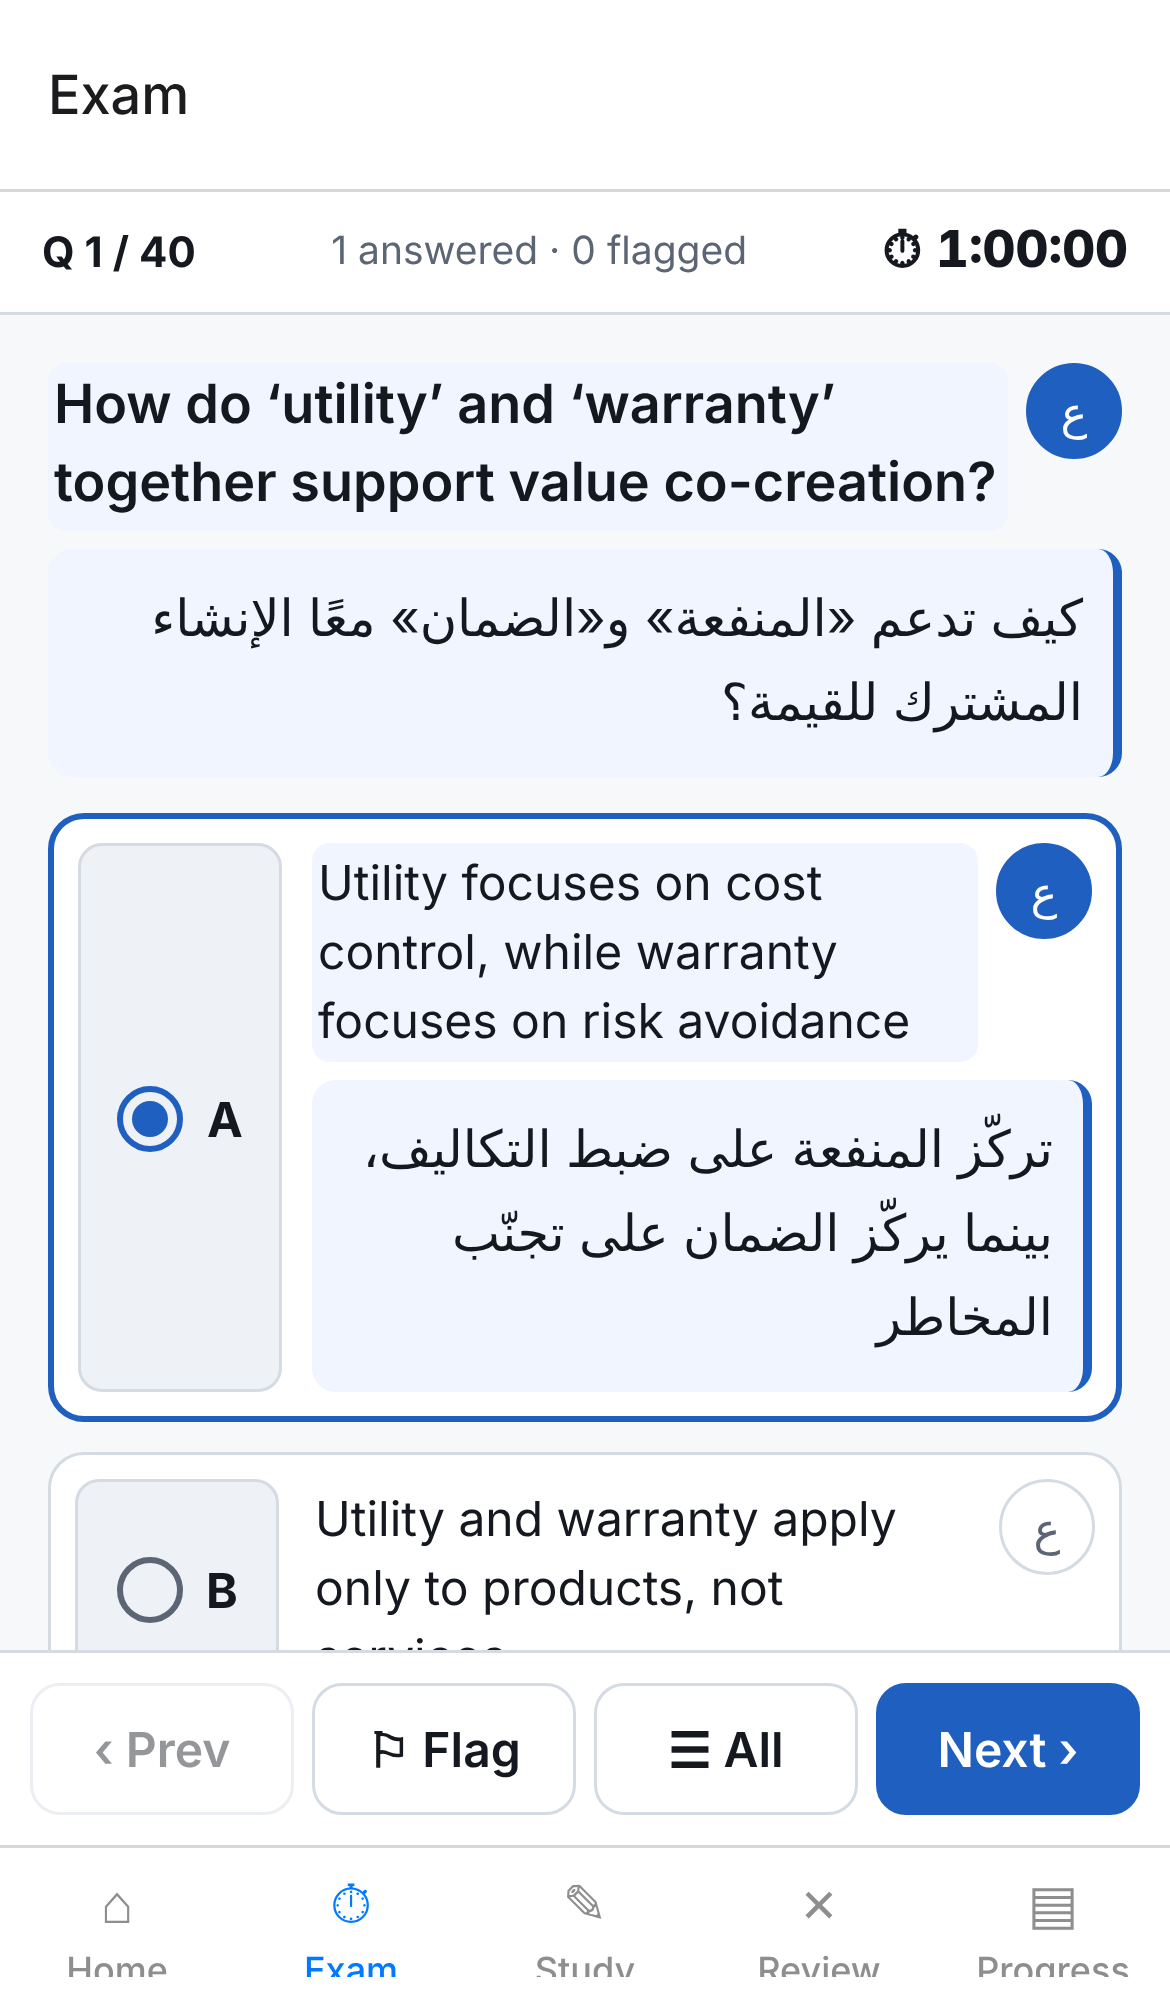 Exam
Q 1 / 40
1 answered · 0 flagged
⏱ 1:00:00
How do ‘utility’ and ‘warranty’
together support value co-creation?
ع
كيف تدعم «المنفعة» و«الضمان» معًا الإنشاء
المشترك للقيمة؟
A
Utility focuses on cost
control, while warranty
focuses on risk avoidance
ع
تركّز المنفعة على ضبط التكاليف،
بينما يركّز الضمان على تجنّب
المخاطر
B
Utility and warranty apply
only to products, not
ع
‹ Prev
⚐ Flag
☰ All
Next ›
Home
Exam
Study
Review
Progress